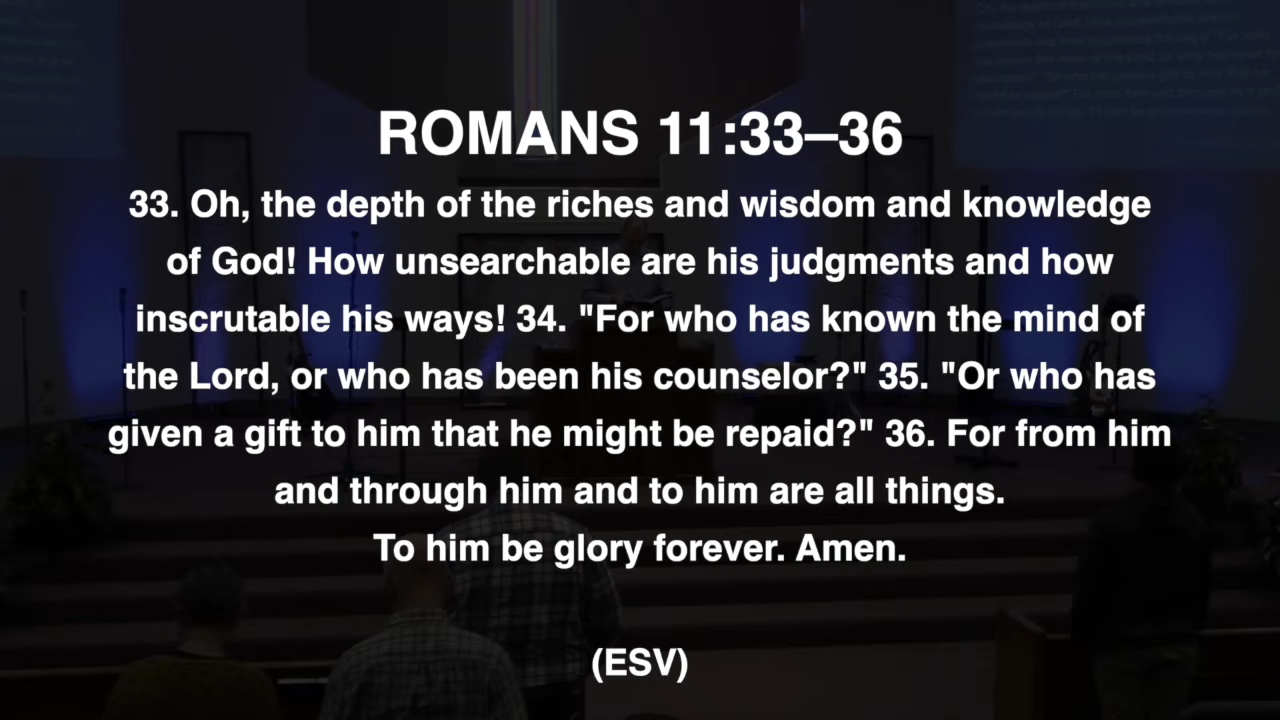 ROMANS 11:33–36
33. Oh, the depth of the riches and wisdom and knowledge
of God! How unsearchable are his judgments and how
inscrutable his ways! 34. "For who has known the mind of
the Lord, or who has been his counselor?" 35. "Or who has
given a gift to him that he might be repaid?" 36. For from him
and through him and to him are all things.
To him be glory forever. Amen.
(ESV)